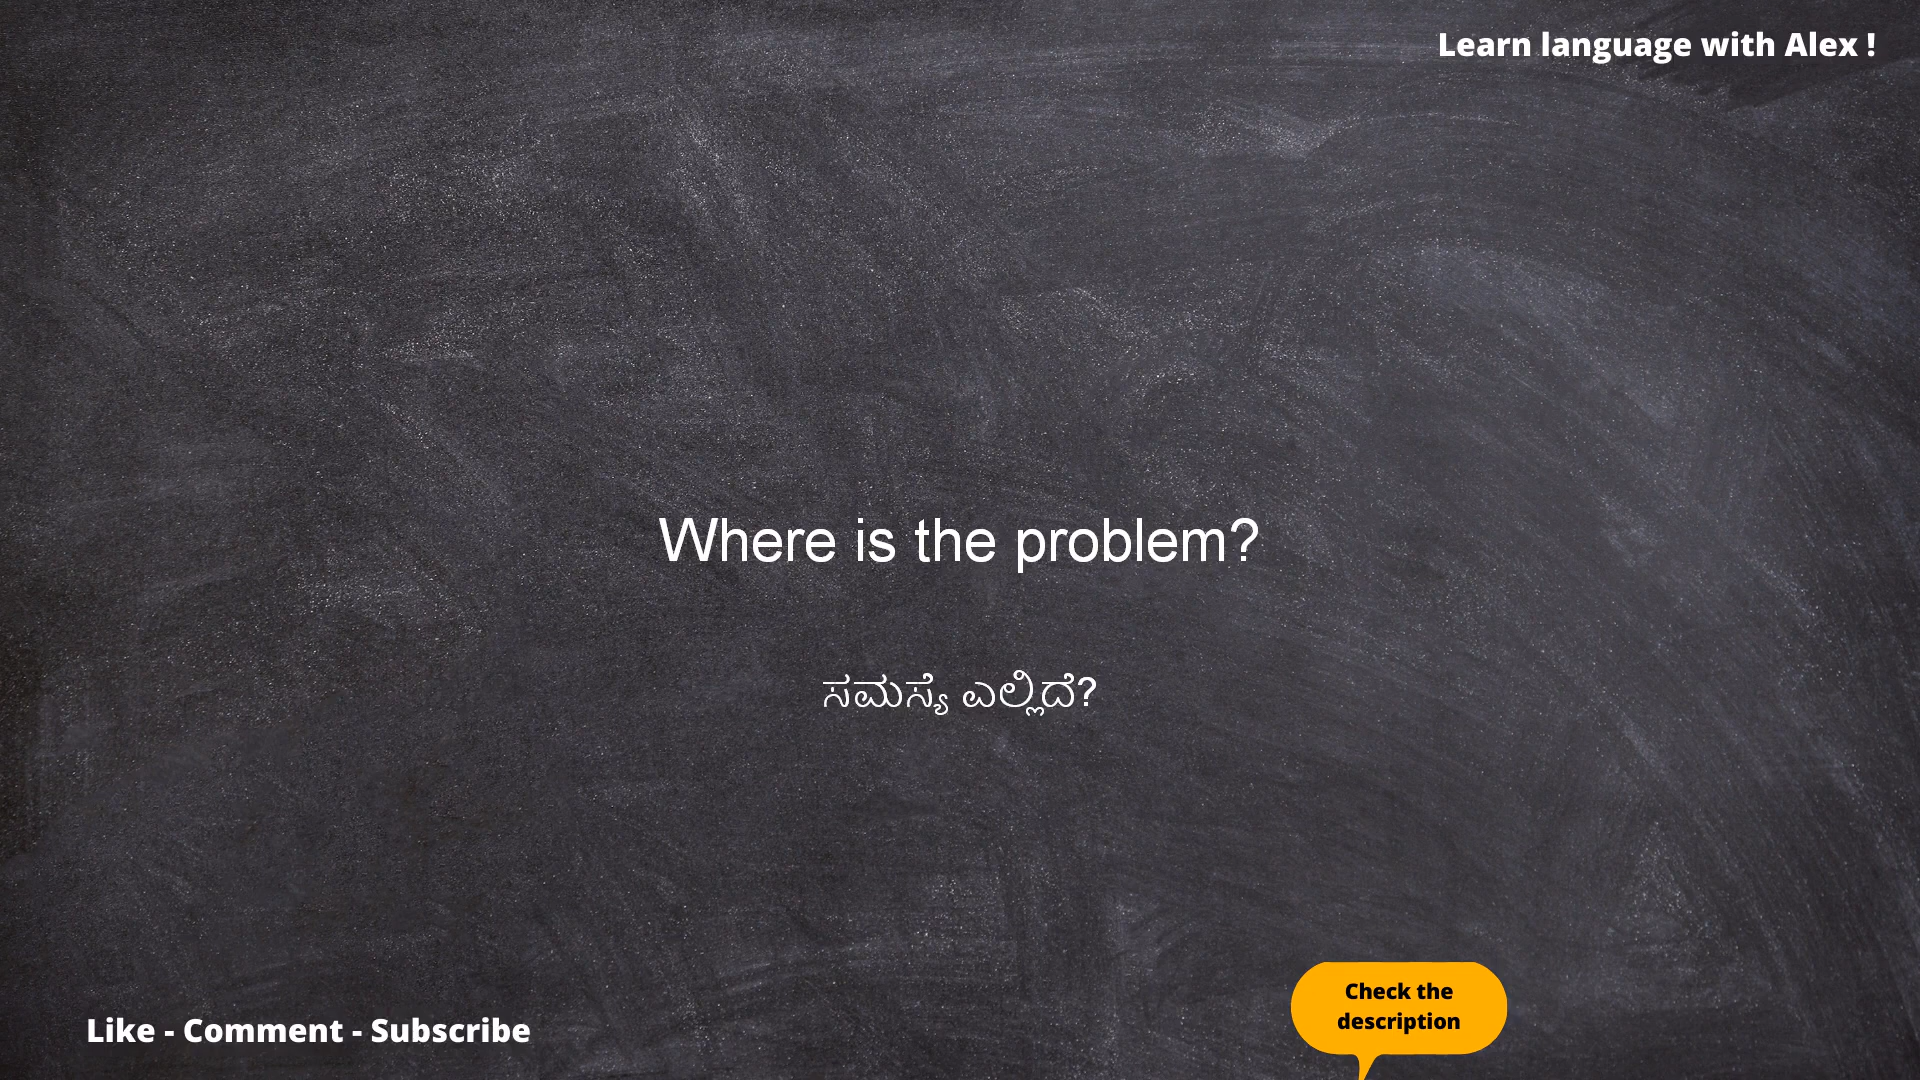 Learn language with Alex !
Where is the problem?
ಸಮಸ್ಯೆ ಎಲ್ಲಿದೆ?
Check the
description
Like - Comment - Subscribe